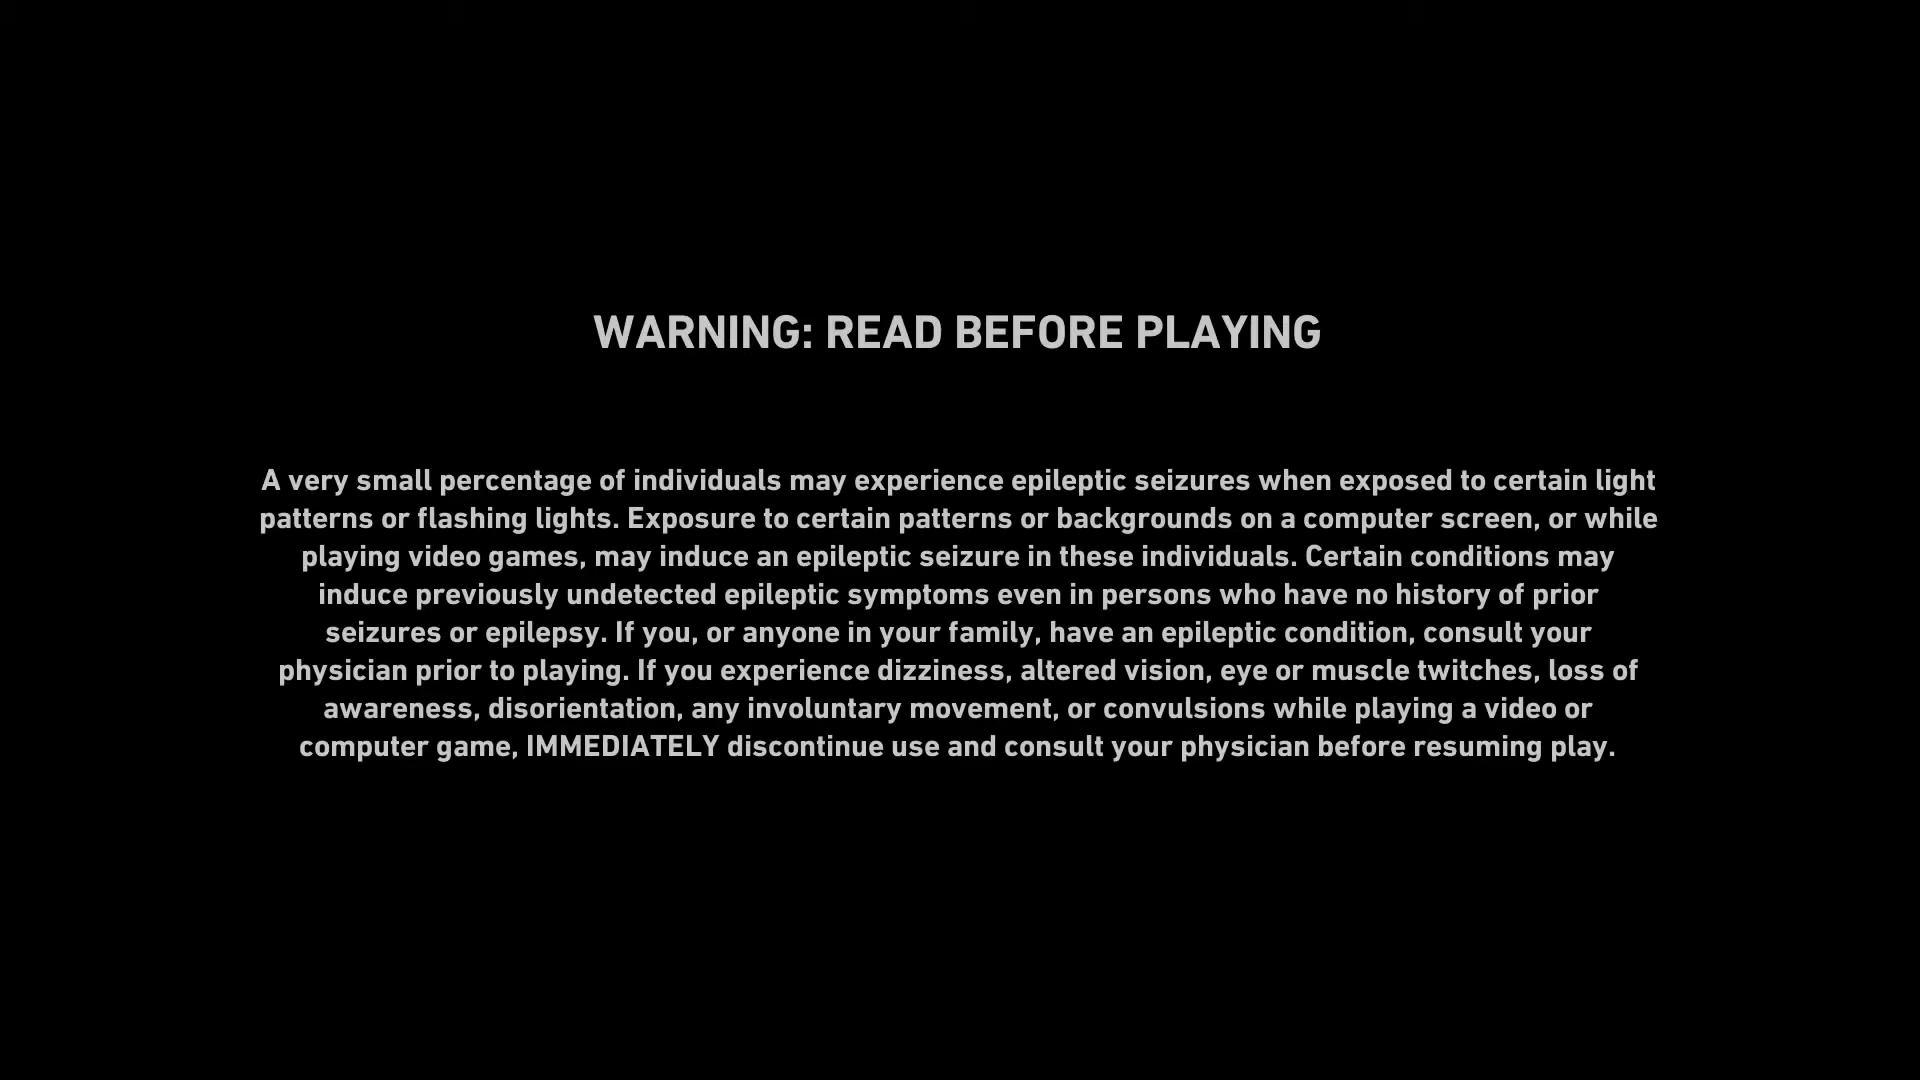 WARNING: READ BEFORE PLAYING
A very small percentage of individuals may experience epileptic seizures when exposed to certain light
patterns or flashing lights. Exposure to certain patterns or backgrounds on a computer screen, or while
playing video games, may induce an epileptic seizure in these individuals. Certain conditions may
induce previously undetected epileptic symptoms even in persons who have no history of prior
seizures or epilepsy. If you, or anyone in your family, have an epileptic condition, consult your
physician prior to playing. If you experience dizziness, altered vision, eye or muscle twitches, loss of
awareness, disorientation, any involuntary movement, or convulsions while playing a video or
computer game, IMMEDIATELY discontinue use and consult your physician before resuming play.